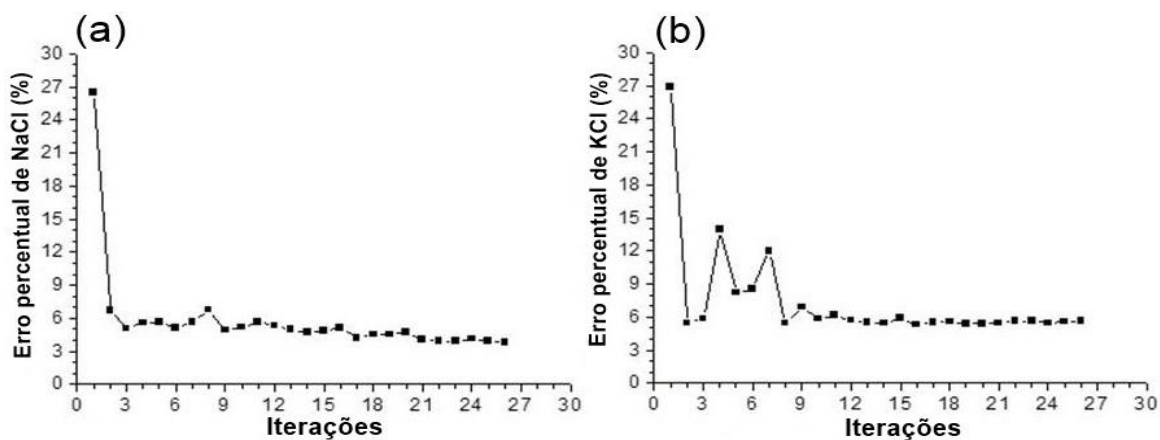 (a)
Erro percentual de NaCl (%)
30
27
24
21
18
15
12
9
6
3
0
0 3 6 9 12 15 18 21 24 27 30
Iterações
(b)
Erro percentual de KCl (%)
30
27
24
21
18
15
12
9
6
3
0
0 3 6 9 12 15 18 21 24 27 30
Iterações